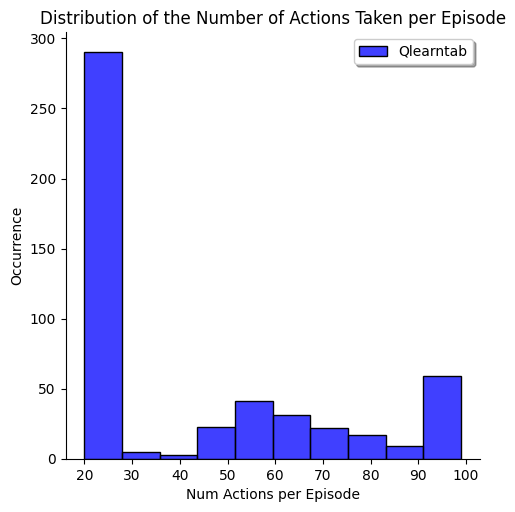 Distribution of the Number of Actions Taken per Episode
Qlearntab
300
250
200
150
100
50
0
Occurrence
20 30 40 50 60 70 80 90 100
Num Actions per Episode